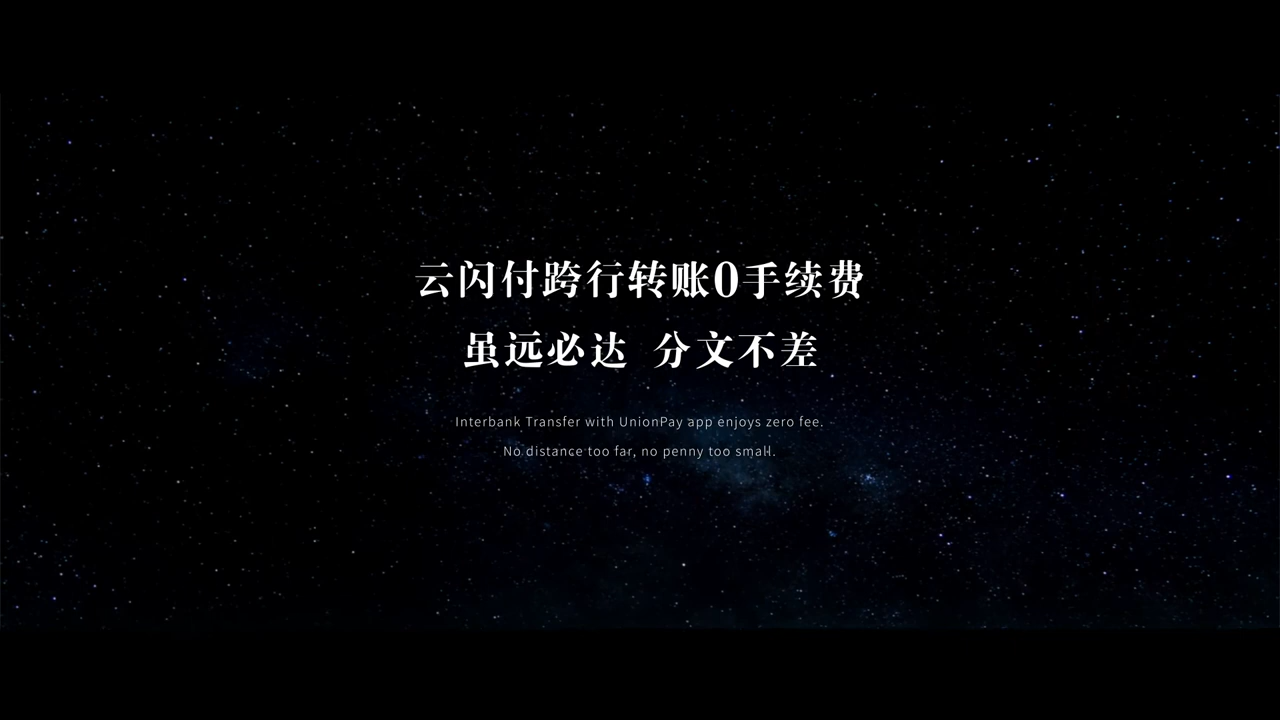 云闪付跨行转账0手续费
虽远必达 分文不差
Interbank Transfer with UnionPay app enjoys zero fee.
No distance too far, no penny too small.